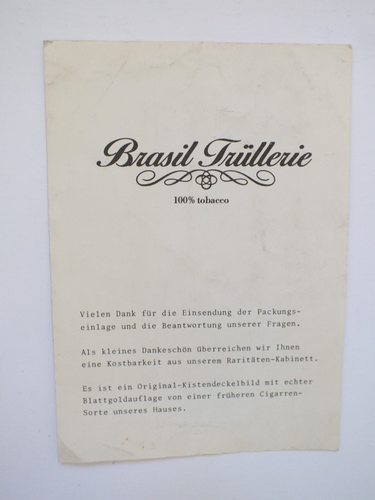 Brasil Trüllerie
100% tobacco
Vielen Dank für die Einsendung der Packungs-
einlage und die Beantwortung unserer Fragen.
Als kleines Dankeschön überreichen wir Ihnen
eine Kostbarkeit aus unserem Raritäten-Kabinett.
Es ist ein Original-Kistendeckelbild mit echter
Blattgoldauflage von einer früheren Cigarren-
Sorte unseres Hauses.